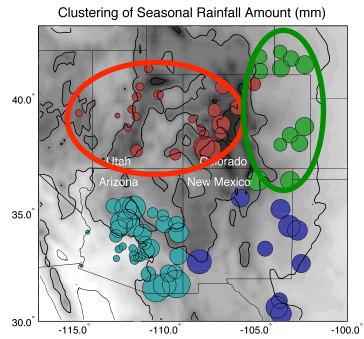 Clustering of Seasonal Rainfall Amount (mm)
40.0°
Utah Colorado
Arizona New Mexico
35.0°
30.0°
-115.0° -110.0° -105.0° -100.0°